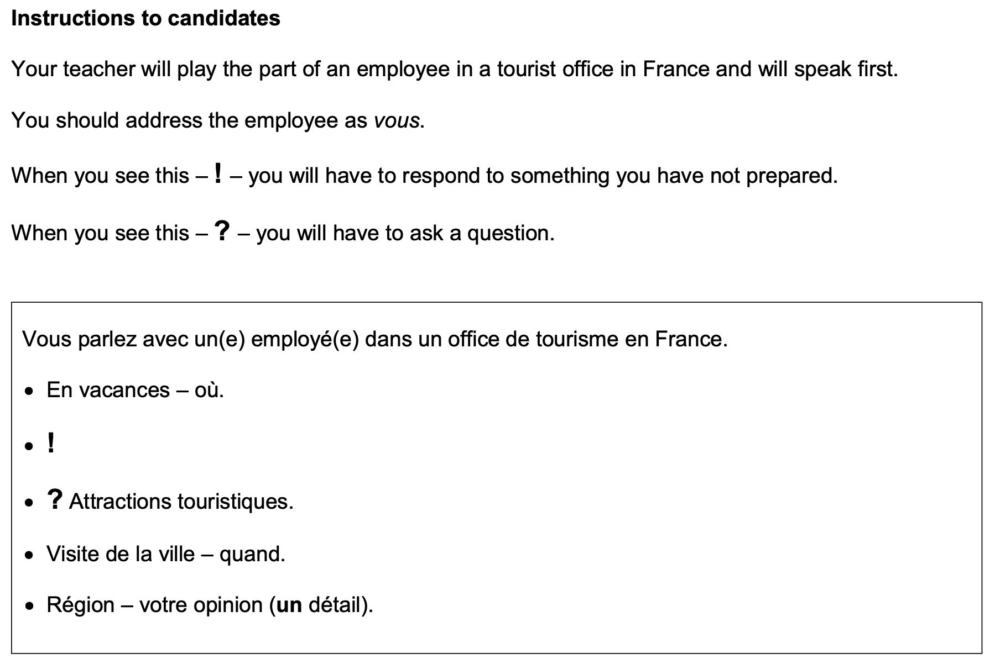 Instructions to candidates
Your teacher will play the part of an employee in a tourist office in France and will speak first.
You should address the employee as vous.
When you see this – ! – you will have to respond to something you have not prepared.
When you see this – ? – you will have to ask a question.
Vous parlez avec un(e) employé(e) dans un office de tourisme en France.
• En vacances – où.
• !
• ? Attractions touristiques.
• Visite de la ville – quand.
• Région – votre opinion (un détail).